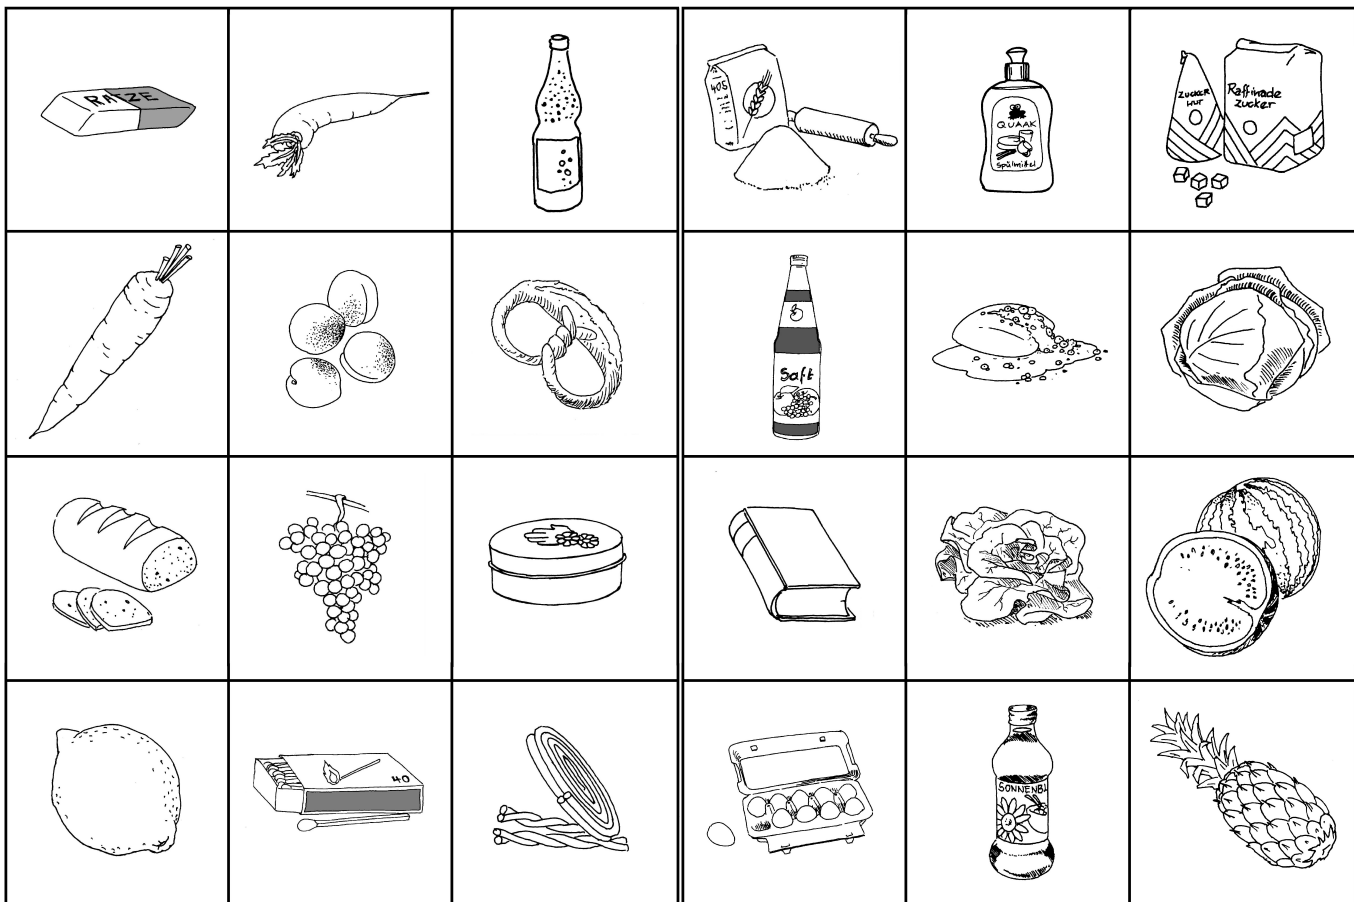 RATZE
405
QUAAK
Spülmittel
ZUCKER
HUT
Raffinade
Zucker
Saft
40
SONNENBL